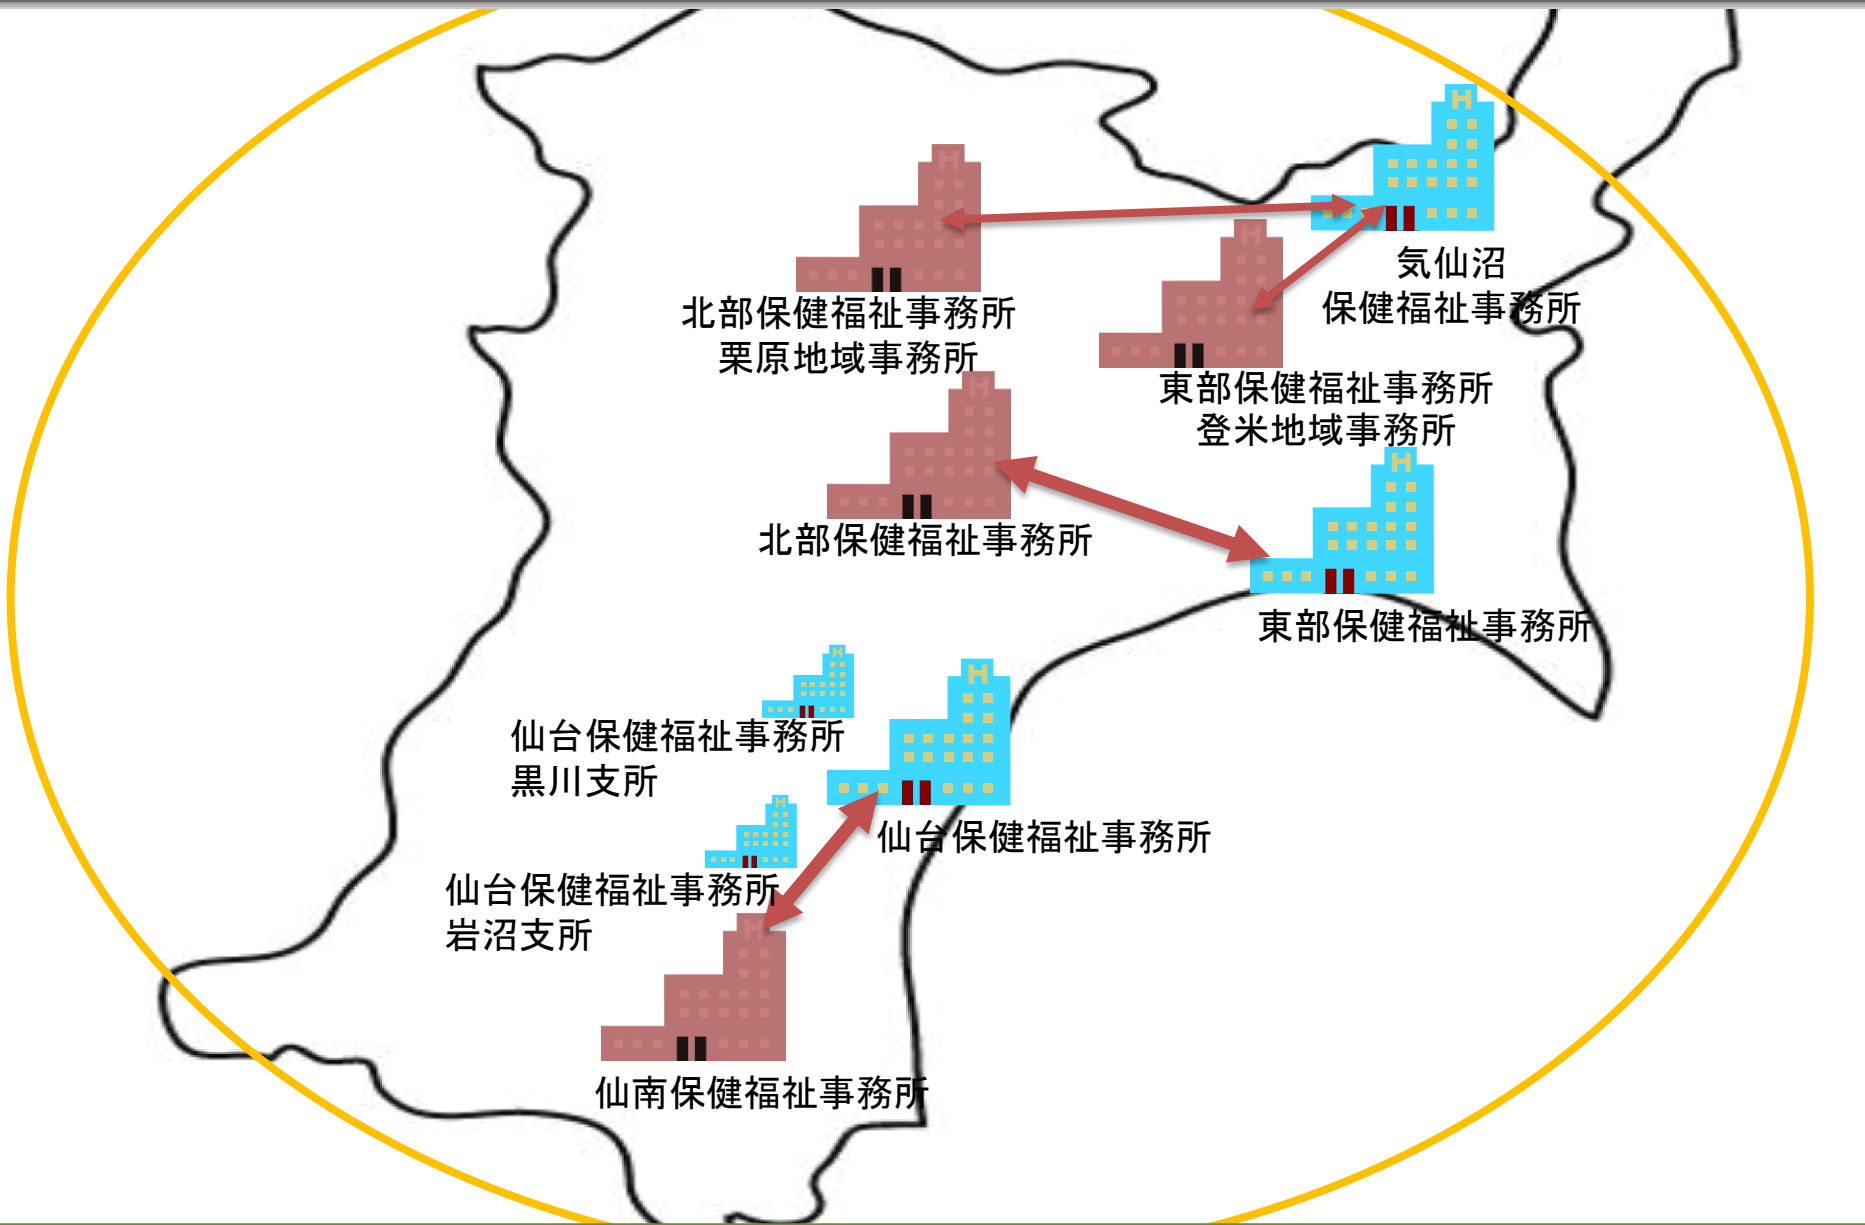 気仙沼
保健福祉事務所
北部保健福祉事務所
栗原地域事務所
東部保健福祉事務所
登米地域事務所
北部保健福祉事務所
東部保健福祉事務所
仙台保健福祉事務所
黒川支所
仙台保健福祉事務所
仙台保健福祉事務所
岩沼支所
仙南保健福祉事務所